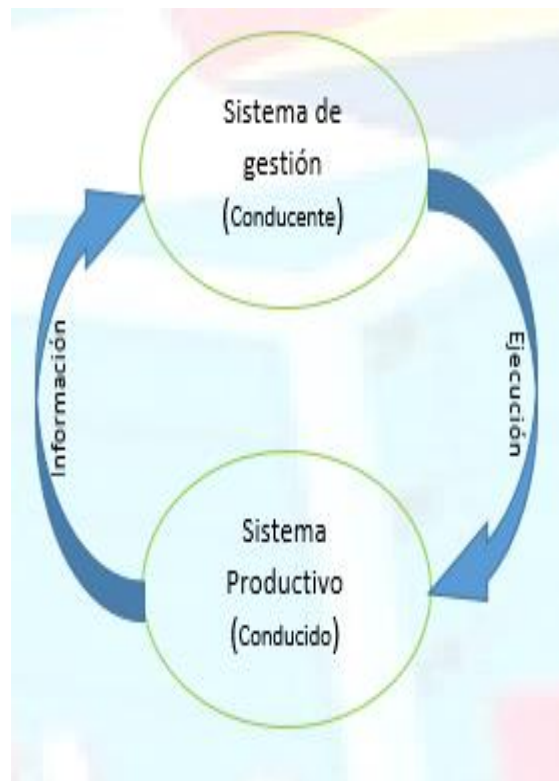 Sistema de
gestión
(Conducente)
Información
Ejecución
Sistema
Productivo
(Conducido)